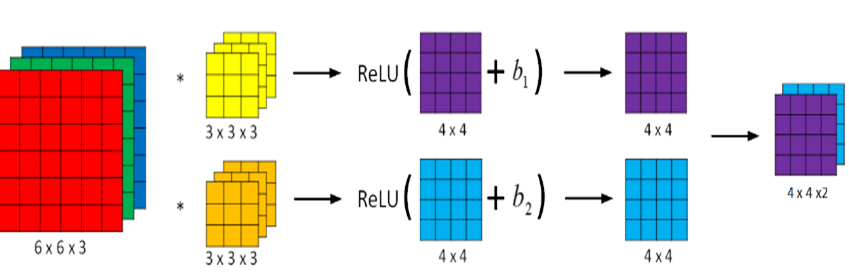 * → ReLU( + b₁) →
3 x 3 x 3
4 x 4
4 x 4
6 x 6 x 3
* → ReLU( + b₂) →
3 x 3 x 3
4 x 4
4 x 4
4 x 4 x2